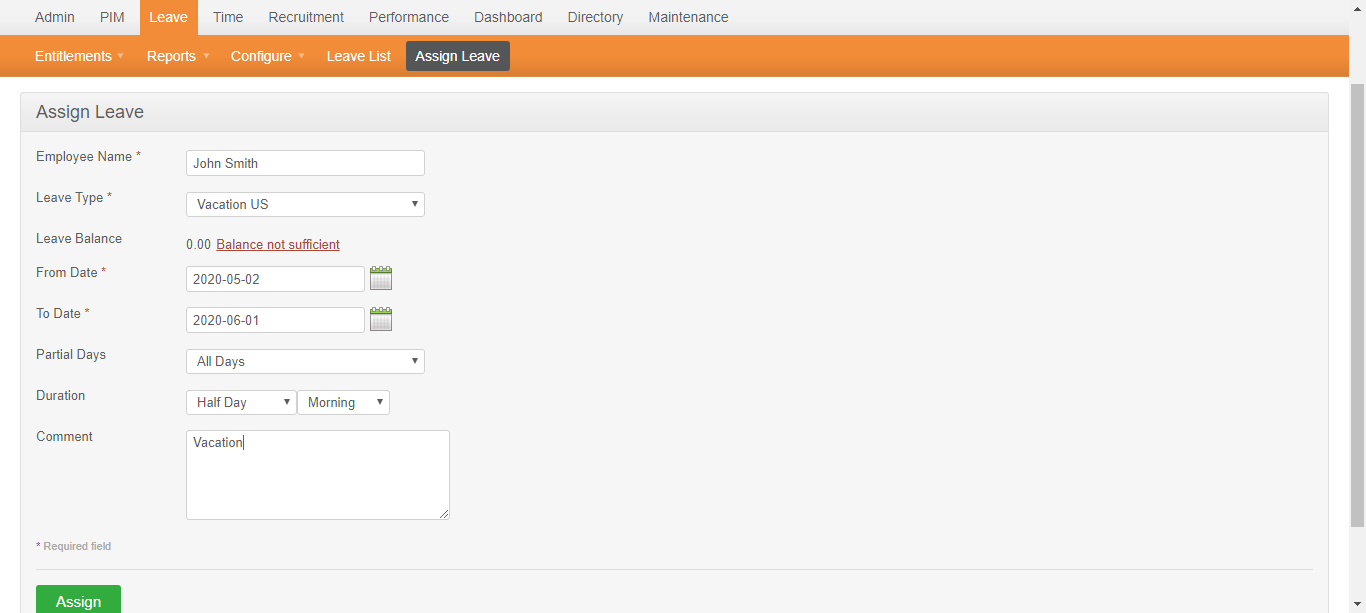 Admin PIM Leave Time Recruitment Performance Dashboard Directory Maintenance
Entitlements Reports Configure Leave List Assign Leave
Assign Leave
Employee Name * John Smith
Leave Type * Vacation US
Leave Balance 0.00 Balance not sufficient
From Date * 2020-05-02
To Date * 2020-06-01
Partial Days All Days
Duration Half Day Morning
Comment Vacation
* Required field
Assign